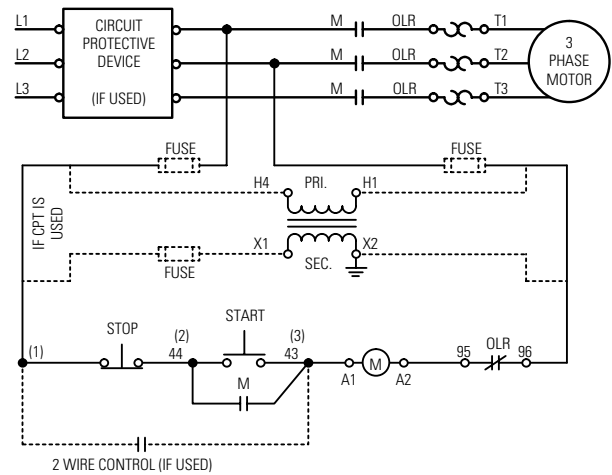 L1
CIRCUIT
PROTECTIVE
DEVICE
(IF USED)
M
OLR
T1
3
PHASE
MOTOR
L2
M
OLR
T2
L3
M
OLR
T3
FUSE
FUSE
IF CPT IS
USED
H4
PRI.
H1
X1
X2
SEC.
FUSE
(1)
STOP
(2)
44
START
(3)
43
M
A1
M
A2
95
OLR
96
2 WIRE CONTROL (IF USED)